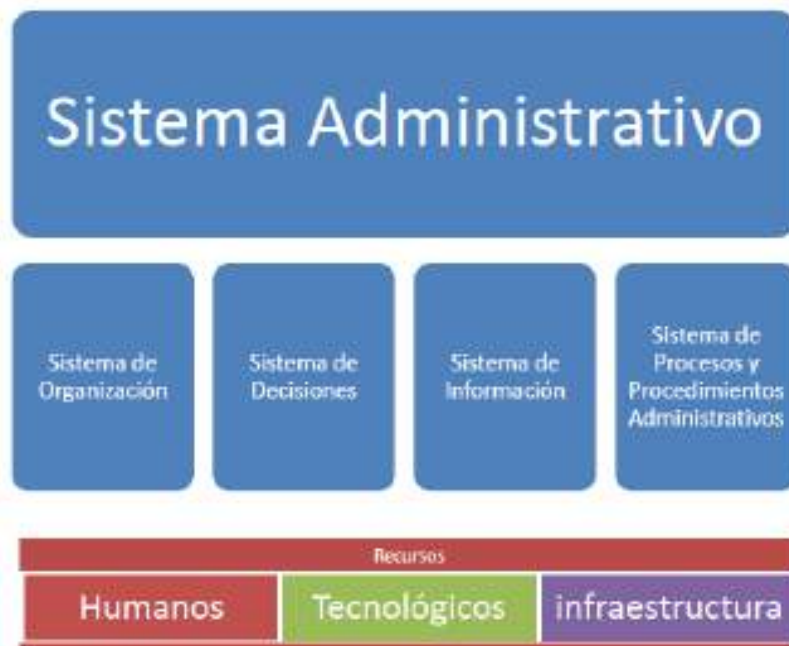 Sistema Administrativo
Sistema de
Organización
Sistema de
Decisiones
Sistema de
Información
Sistema de
Procesos y
Procedimientos
Administrativos
Recursos
Humanos
Tecnológicos
infraestructura